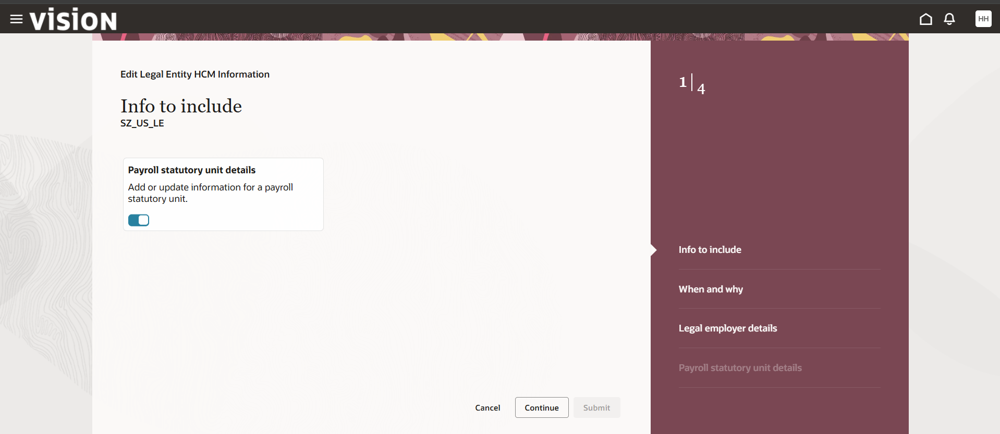 vision
HH
Edit Legal Entity HCM Information
Info to include
SZ_US_LE
Payroll statutory unit details
Add or update information for a payroll
statutory unit.
Cancel
Continue
Submit
1
4
Info to include
When and why
Legal employer details
Payroll statutory unit details